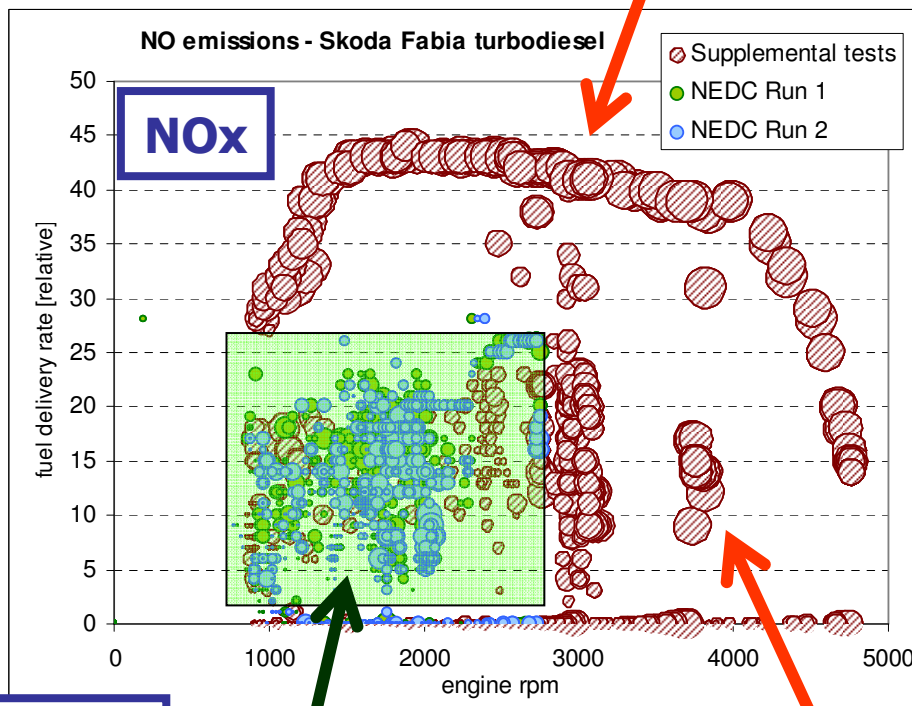 NO emissions - Skoda Fabia turbodiesel
Supplemental tests
NEDC Run 1
NEDC Run 2
NOx
fuel delivery rate [relative]
50
45
40
35
30
25
20
15
10
5
0
0 1000 2000 3000 4000 5000
engine rpm